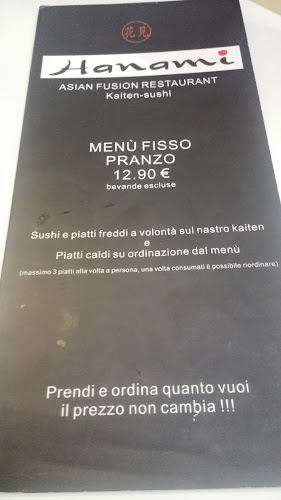 花見
Hanami
ASIAN FUSION RESTAURANT
Kaiten-sushi
MENÙ FISSO
PRANZO
12.90 €
bevande escluse
Sushi e piatti freddi a volontà sul nastro kaiten
e
Piatti caldi su ordinazione dal menù
(massimo 3 piatti alla volta a persona, una volta consumati è possibile riordinare)
Prendi e ordina quanto vuoi
il prezzo non cambia !!!